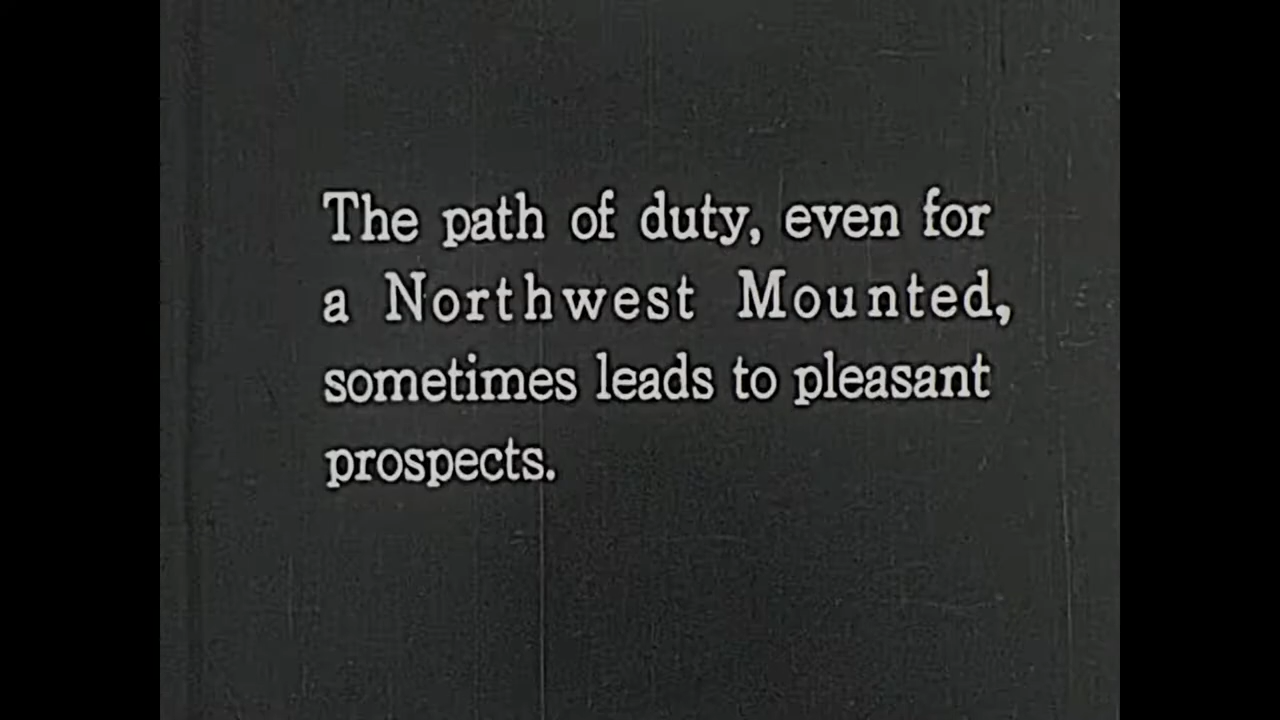 The path of duty, even for
a Northwest Mounted,
sometimes leads to pleasant
prospects.